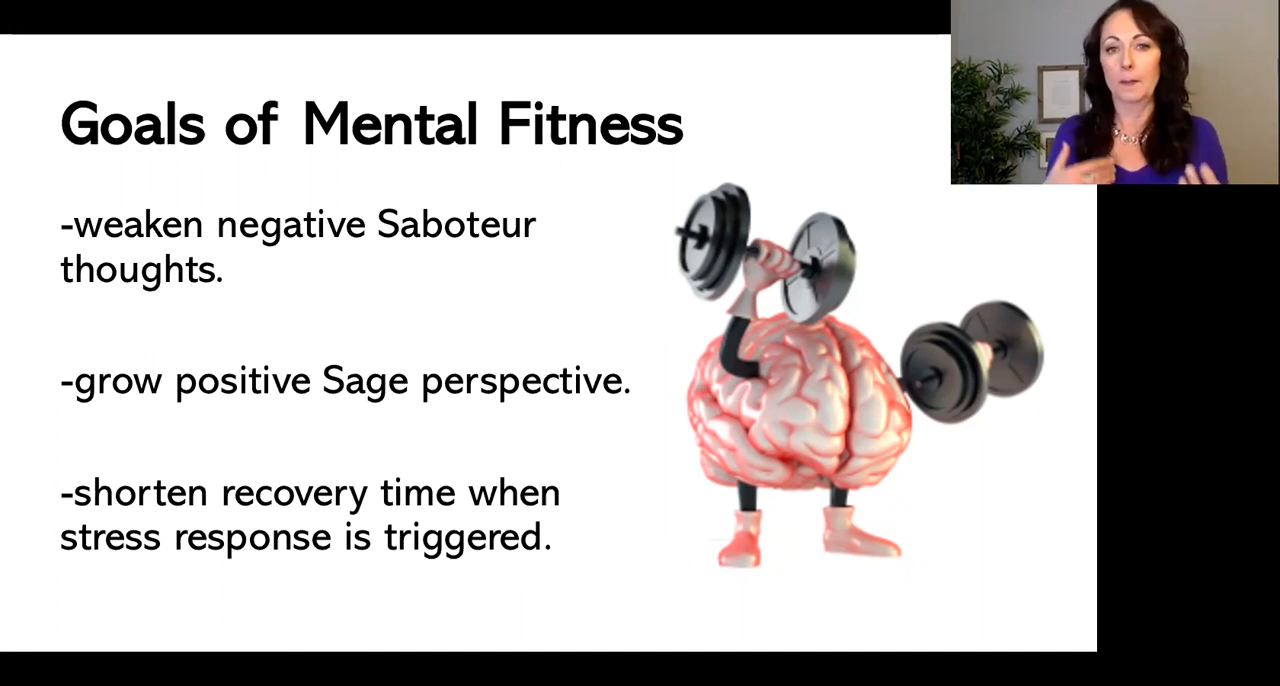 Goals of Mental Fitness
-weaken negative Saboteur
thoughts.
-grow positive Sage perspective.
-shorten recovery time when
stress response is triggered.